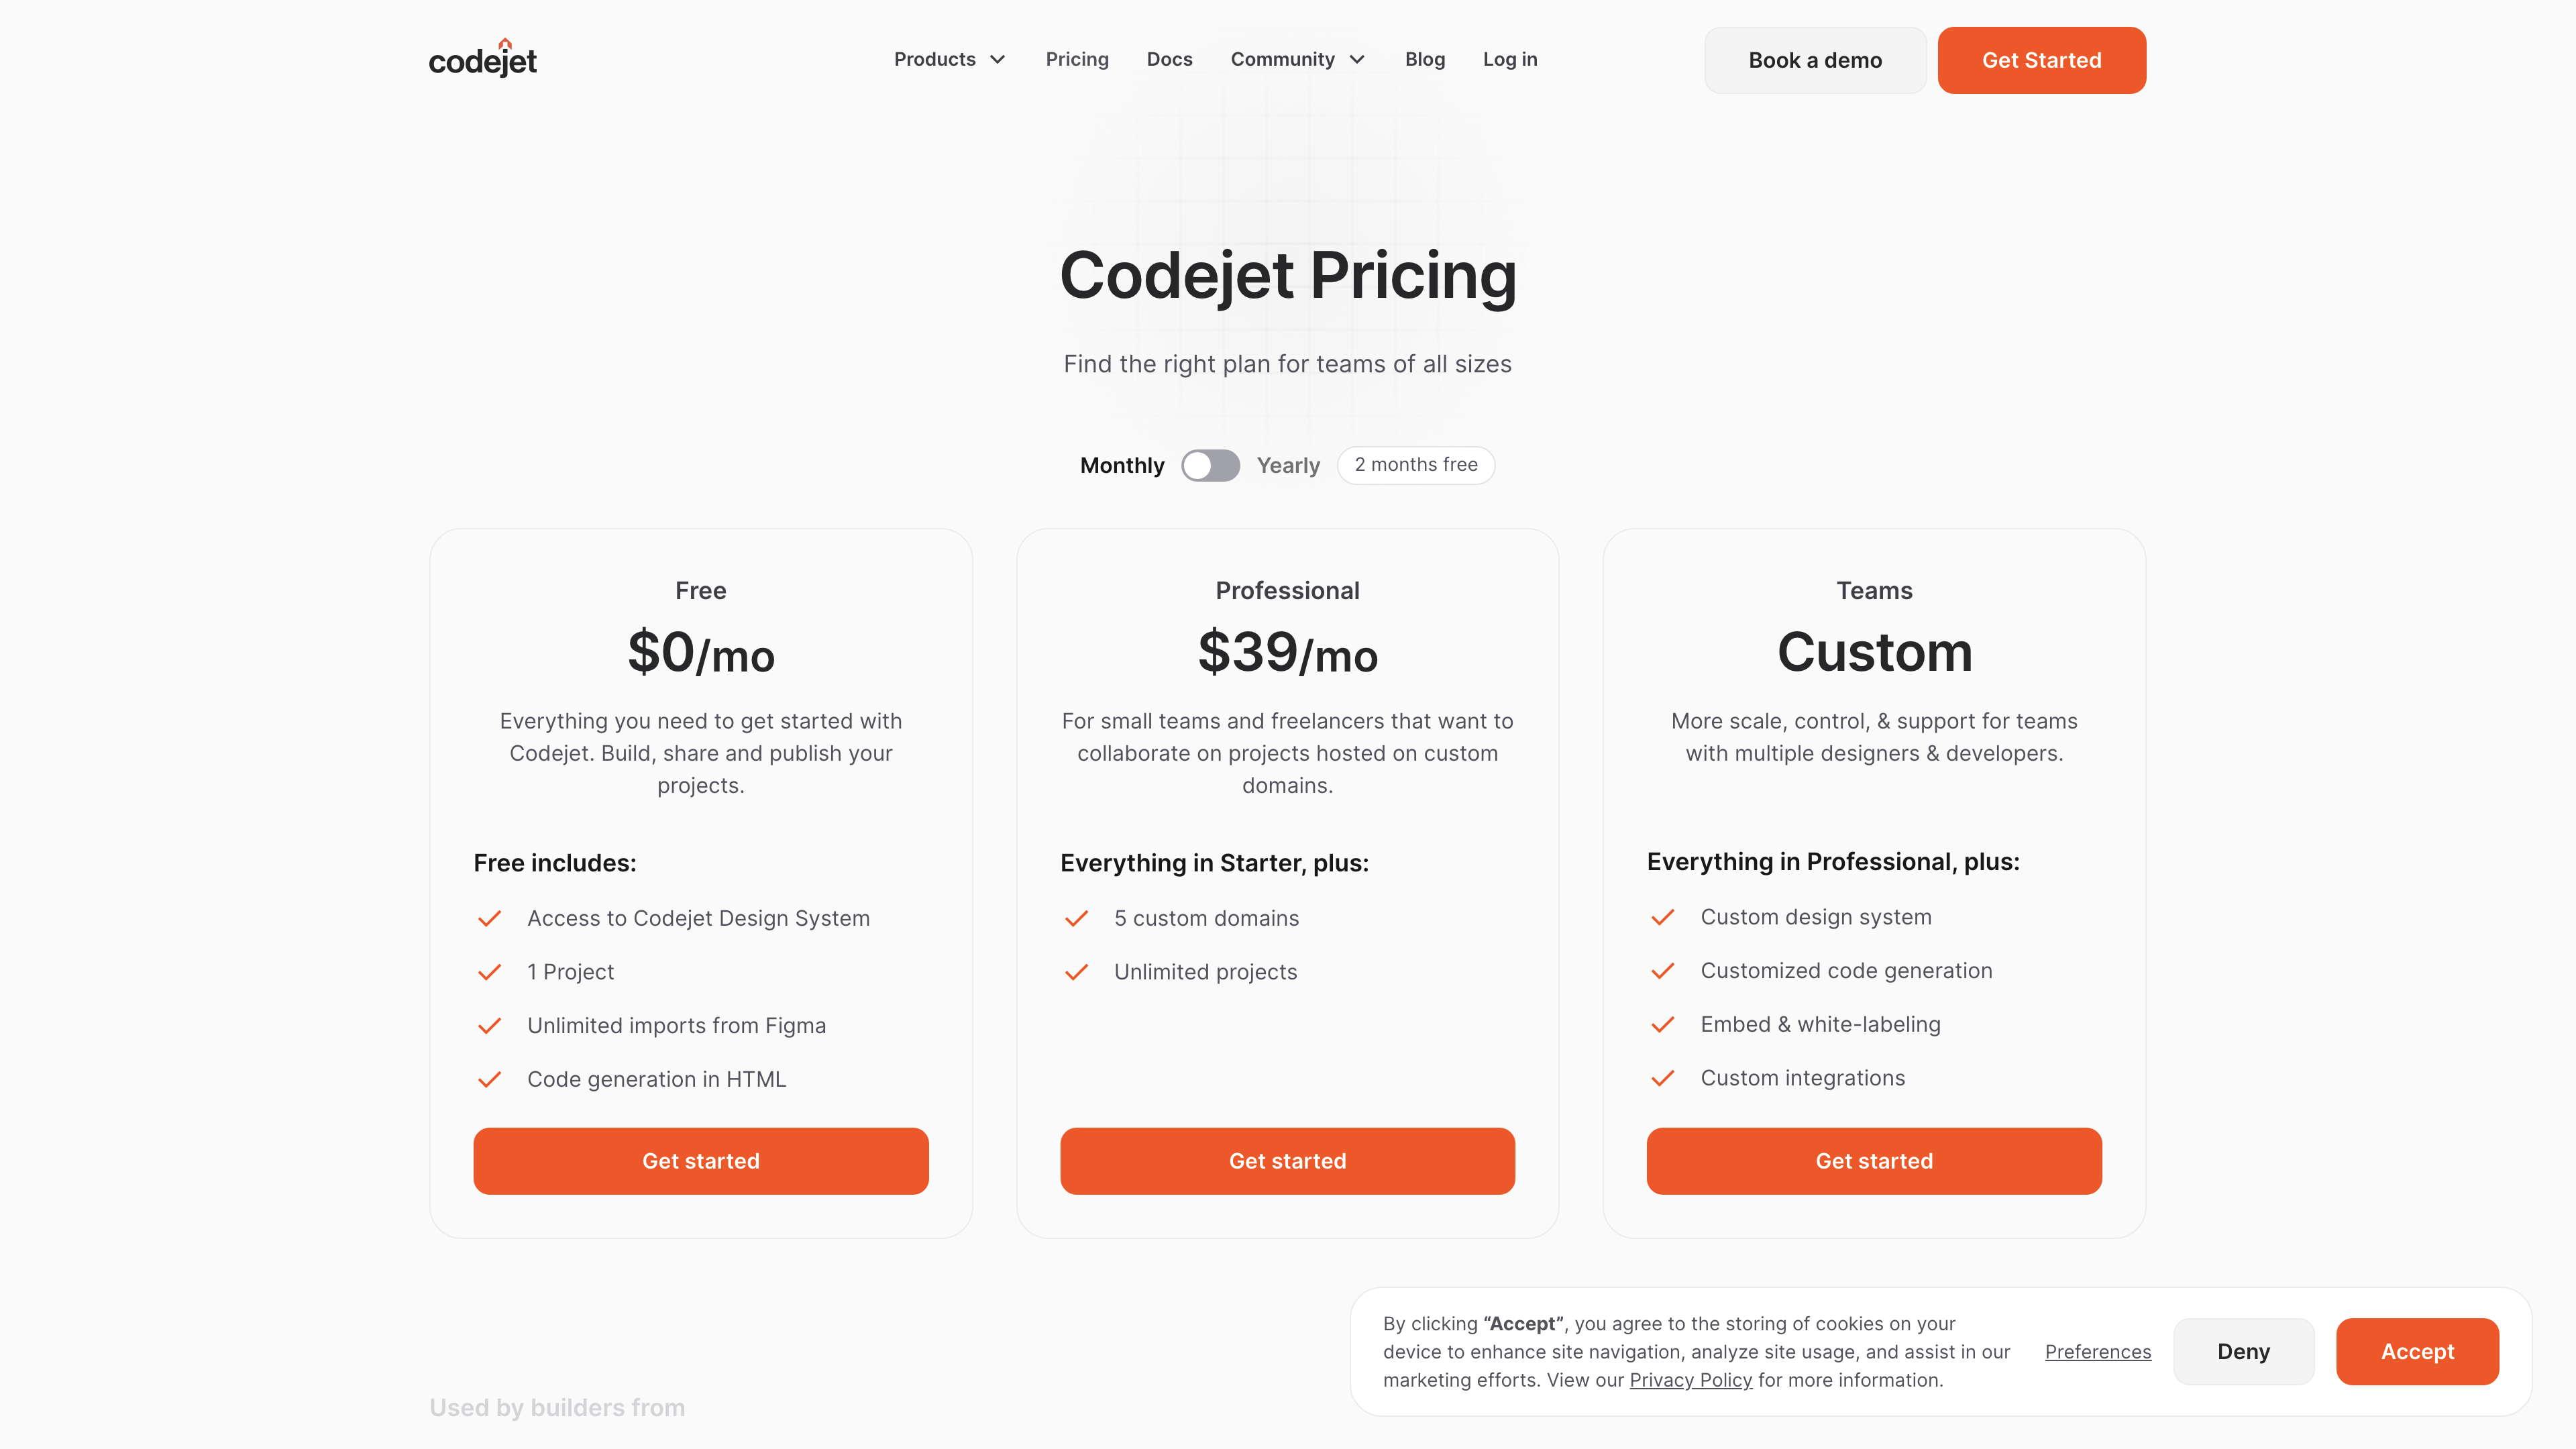 codejet
Products
Pricing
Docs
Community
Blog
Log in
Book a demo
Get Started
Codejet Pricing
Find the right plan for teams of all sizes
Monthly
Yearly
2 months free
Free
$0/mo
Everything you need to get started with
Codejet. Build, share and publish your
projects.
Free includes:
Access to Codejet Design System
1 Project
Unlimited imports from Figma
Code generation in HTML
Get started
Professional
$39/mo
For small teams and freelancers that want to
collaborate on projects hosted on custom
domains.
Everything in Starter, plus:
5 custom domains
Unlimited projects
Get started
Teams
Custom
More scale, control, & support for teams
with multiple designers & developers.
Everything in Professional, plus:
Custom design system
Customized code generation
Embed & white-labeling
Custom integrations
Get started
Used by builders from
By clicking “Accept”, you agree to the storing of cookies on your
device to enhance site navigation, analyze site usage, and assist in our
marketing efforts. View our Privacy Policy for more information.
Preferences
Deny
Accept